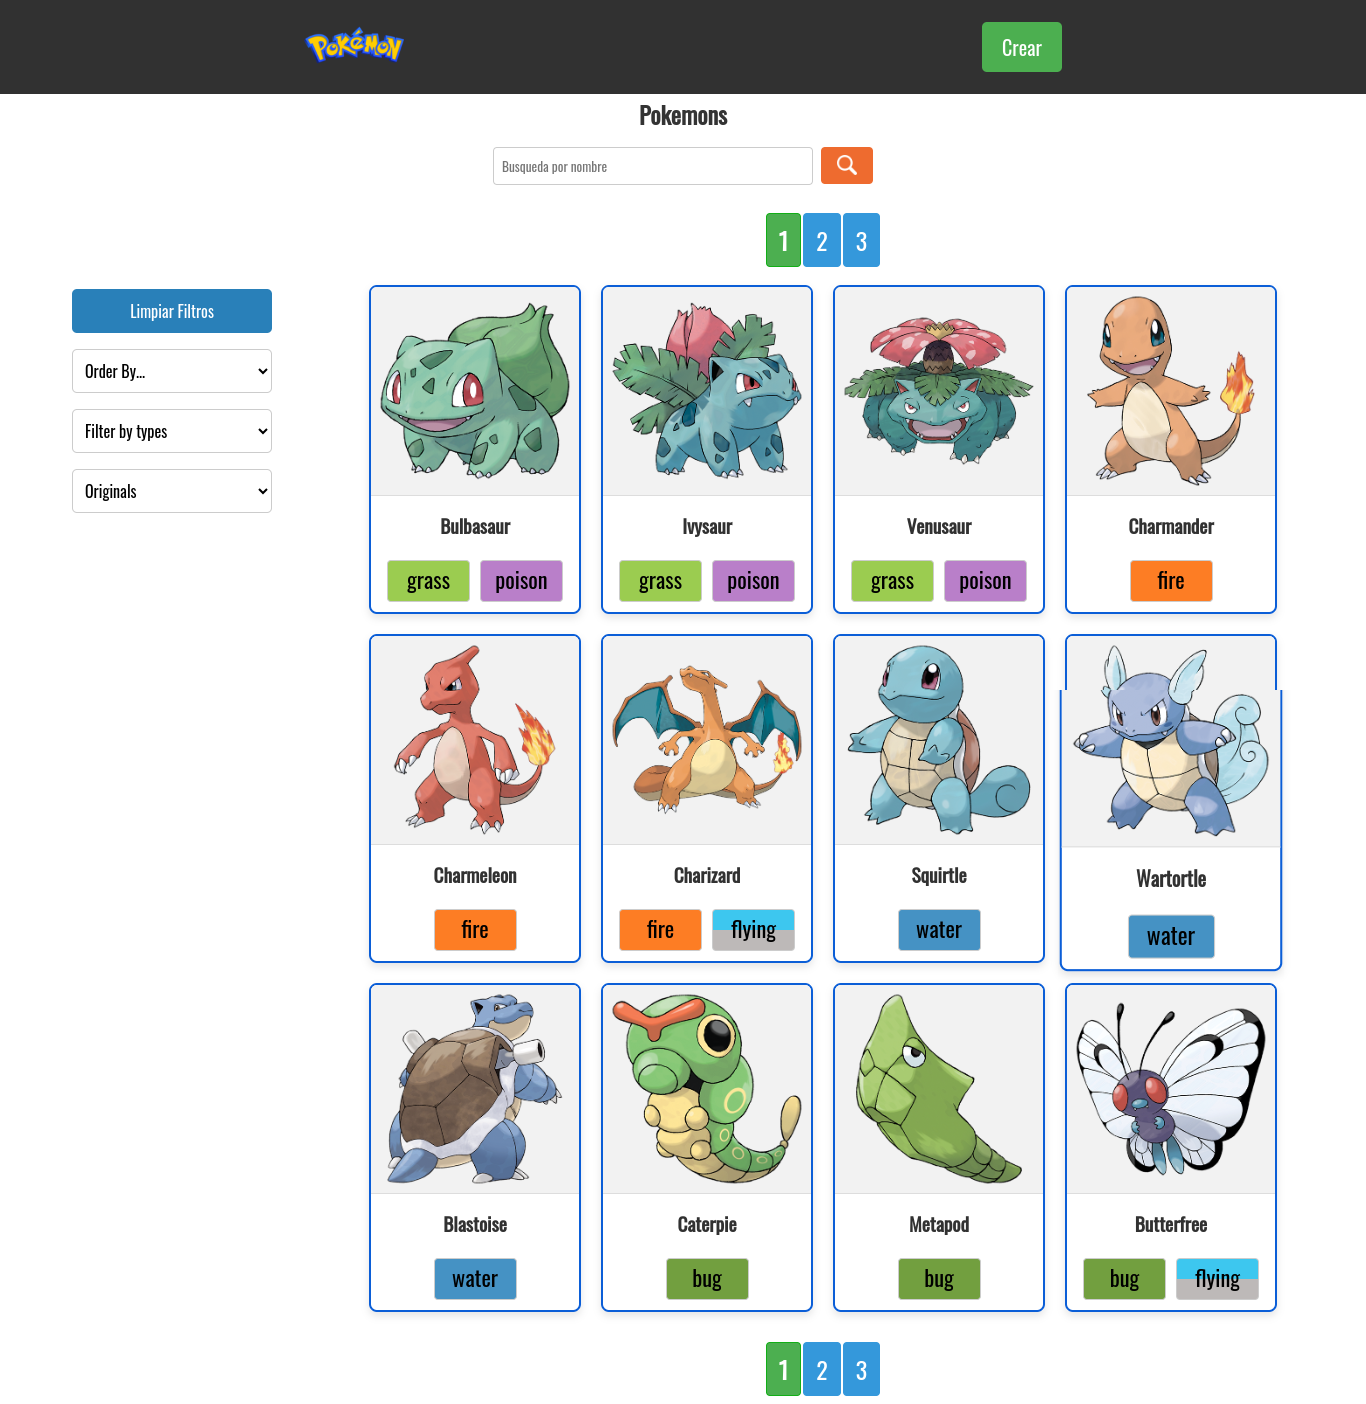 Pokémon
Crear
Pokemons
Busqueda por nombre
1 2 3
Limpiar Filtros
Order By...
Filter by types
Originals
Bulbasaur Ivysaur Venusaur Charmander
grass poison grass poison grass poison fire
Charmeleon Charizard Squirtle Wartortle
fire fire flying water water
Blastoise Caterpie Metapod Butterfree
water bug bug bug flying
1 2 3